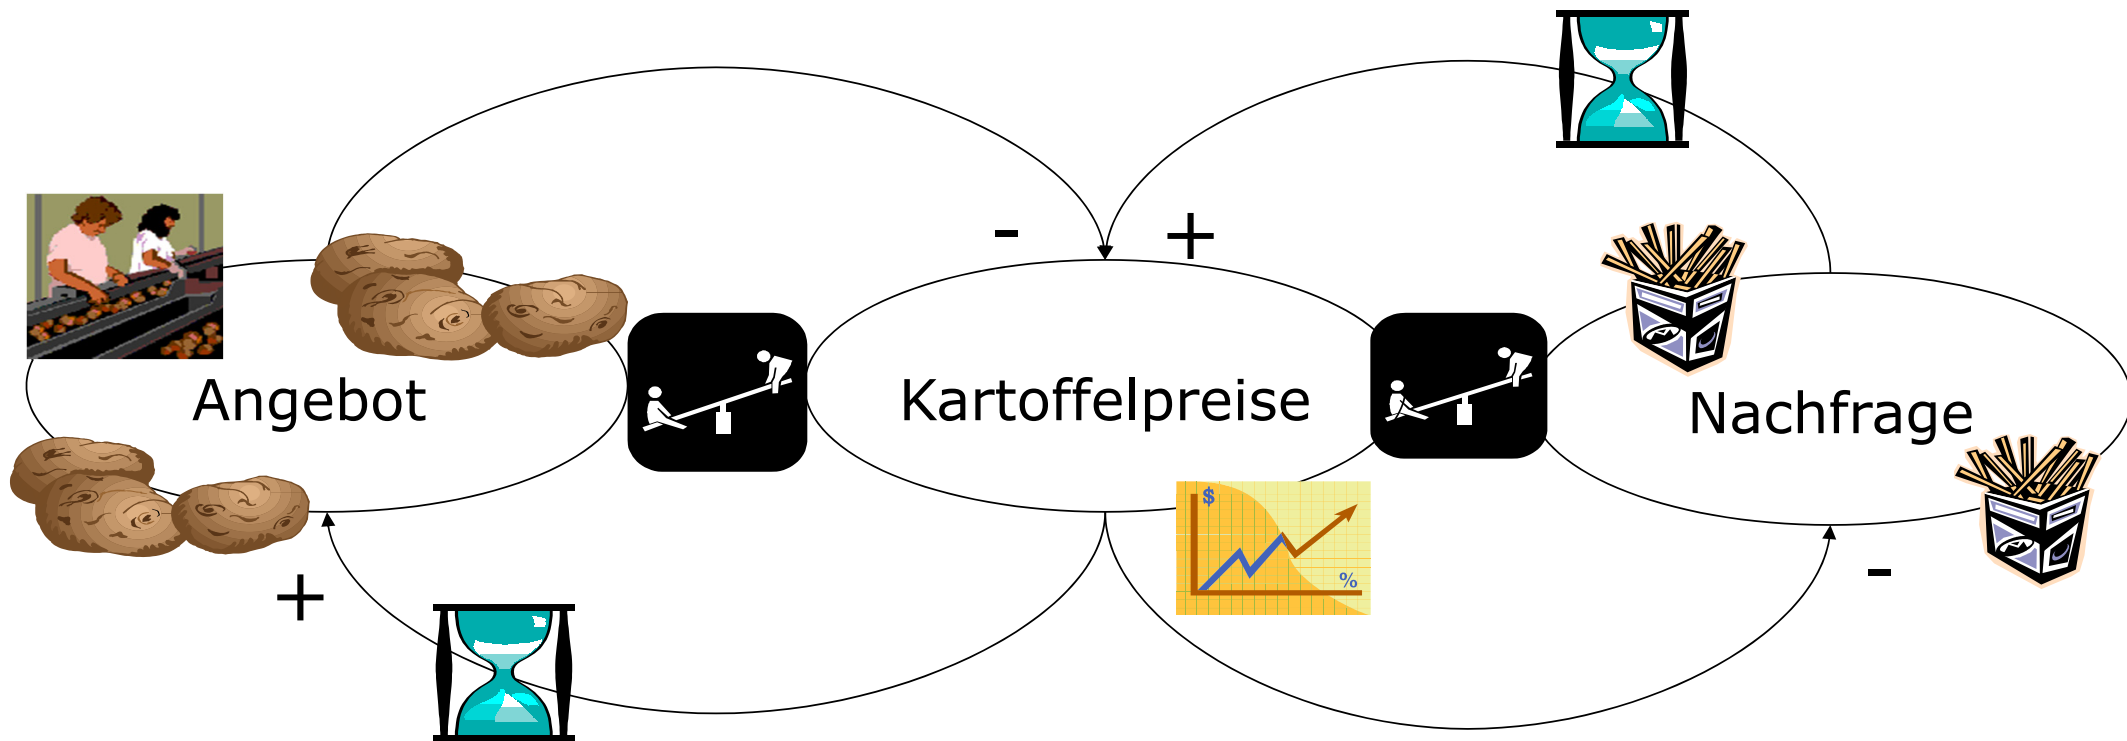 - +
Angebot Kartoffelpreise Nachfrage
$
%
+ -